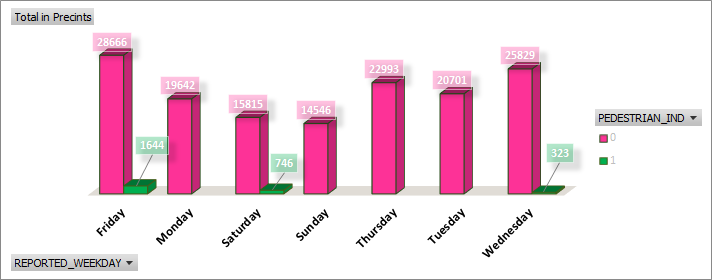 Total in Precints
28666
19642
15815
14546
22993
20701
25829
1644
746
323
PEDESTRIAN_IND
0
1
Friday
Monday
Saturday
Sunday
Thursday
Tuesday
Wednesday
REPORTED_WEEKDAY